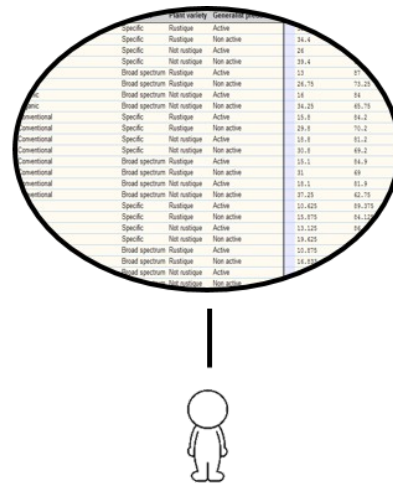 Plant variety Generalist
Specific Rustique Active
Specific Rustique Non active 34.4
Specific Not rustique Active 26
Specific Not rustique Non active 39.4
Broad spectrum Rustique Active 13 87
Broad spectrum Rustique Non active 26.75 73.25
Broad spectrum Not rustique Active 16 84
Broad spectrum Not rustique Non active 34.25 65.75
Conventional Specific Rustique Active 15.8 84.2
Conventional Specific Rustique Non active 29.8 70.2
Conventional Specific Not rustique Active 18.8 81.2
Conventional Specific Not rustique Non active 30.8 69.2
Conventional Broad spectrum Rustique Active 15.1 84.9
Conventional Broad spectrum Rustique Non active 31 69
Conventional Broad spectrum Not rustique Active 18.1 81.9
Broad spectrum Not rustique Non active 37.25 62.75
Specific Rustique Active 10.625 89.375
Specific Rustique Non active 15.875
Specific Not rustique Active 13.125
Specific Not rustique Non active 19.625
Broad spectrum Rustique Active 10.875
Broad spectrum Rustique Non active
Broad spectrum Not rustique Active
Not rustique Non active